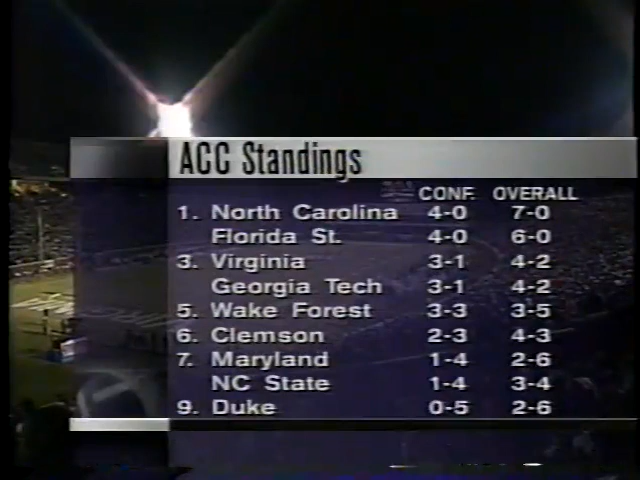 ACC Standings
CONF. OVERALL
1. North Carolina 4-0 7-0
Florida St. 4-0 6-0
3. Virginia 3-1 4-2
Georgia Tech 3-1 4-2
5. Wake Forest 3-3 3-5
6. Clemson 2-3 4-3
7. Maryland 1-4 2-6
NC State 1-4 3-4
9. Duke 0-5 2-6